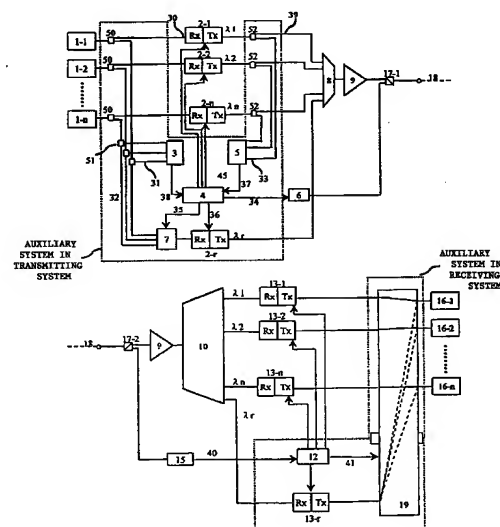 30 2-1 39
1-1 50 Rx Tx λ1 52
2-2
1-2 50 Rx Tx λ2 52
2-n
1-n 50 Rx Tx λn 52
8 9 17-1 18
51 3 5
45
32 31 38 4 37 33
34 6
35 36
7 Rx Tx λr
2-r
AUXILIARY
SYSTEM IN
TRANSMITTING
SYSTEM
AUXILIARY
SYSTEM IN
RECEIVING
SYSTEM
13-1
λ1 Rx Tx 16-1
13-2
18 17-2 9 10 λ2 Rx Tx 16-2
13-n
λn Rx Tx 16-n
λr
15 40 12 41
Rx Tx 19
13-r